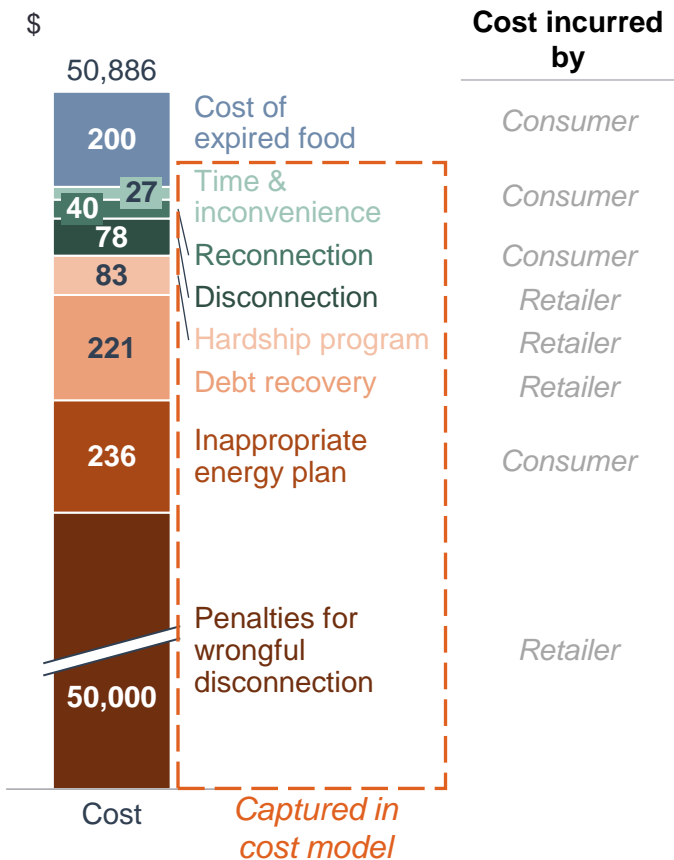 $
Cost incurred
by
50,886
200
Cost of
expired food
Consumer
27
Time &
inconvenience
Consumer
40
Reconnection
Consumer
78
Disconnection
Retailer
83
Hardship program
Retailer
221
Debt recovery
Retailer
236
Inappropriate
energy plan
Consumer
Penalties for
wrongful
disconnection
Retailer
50,000
Cost
Captured in
cost model